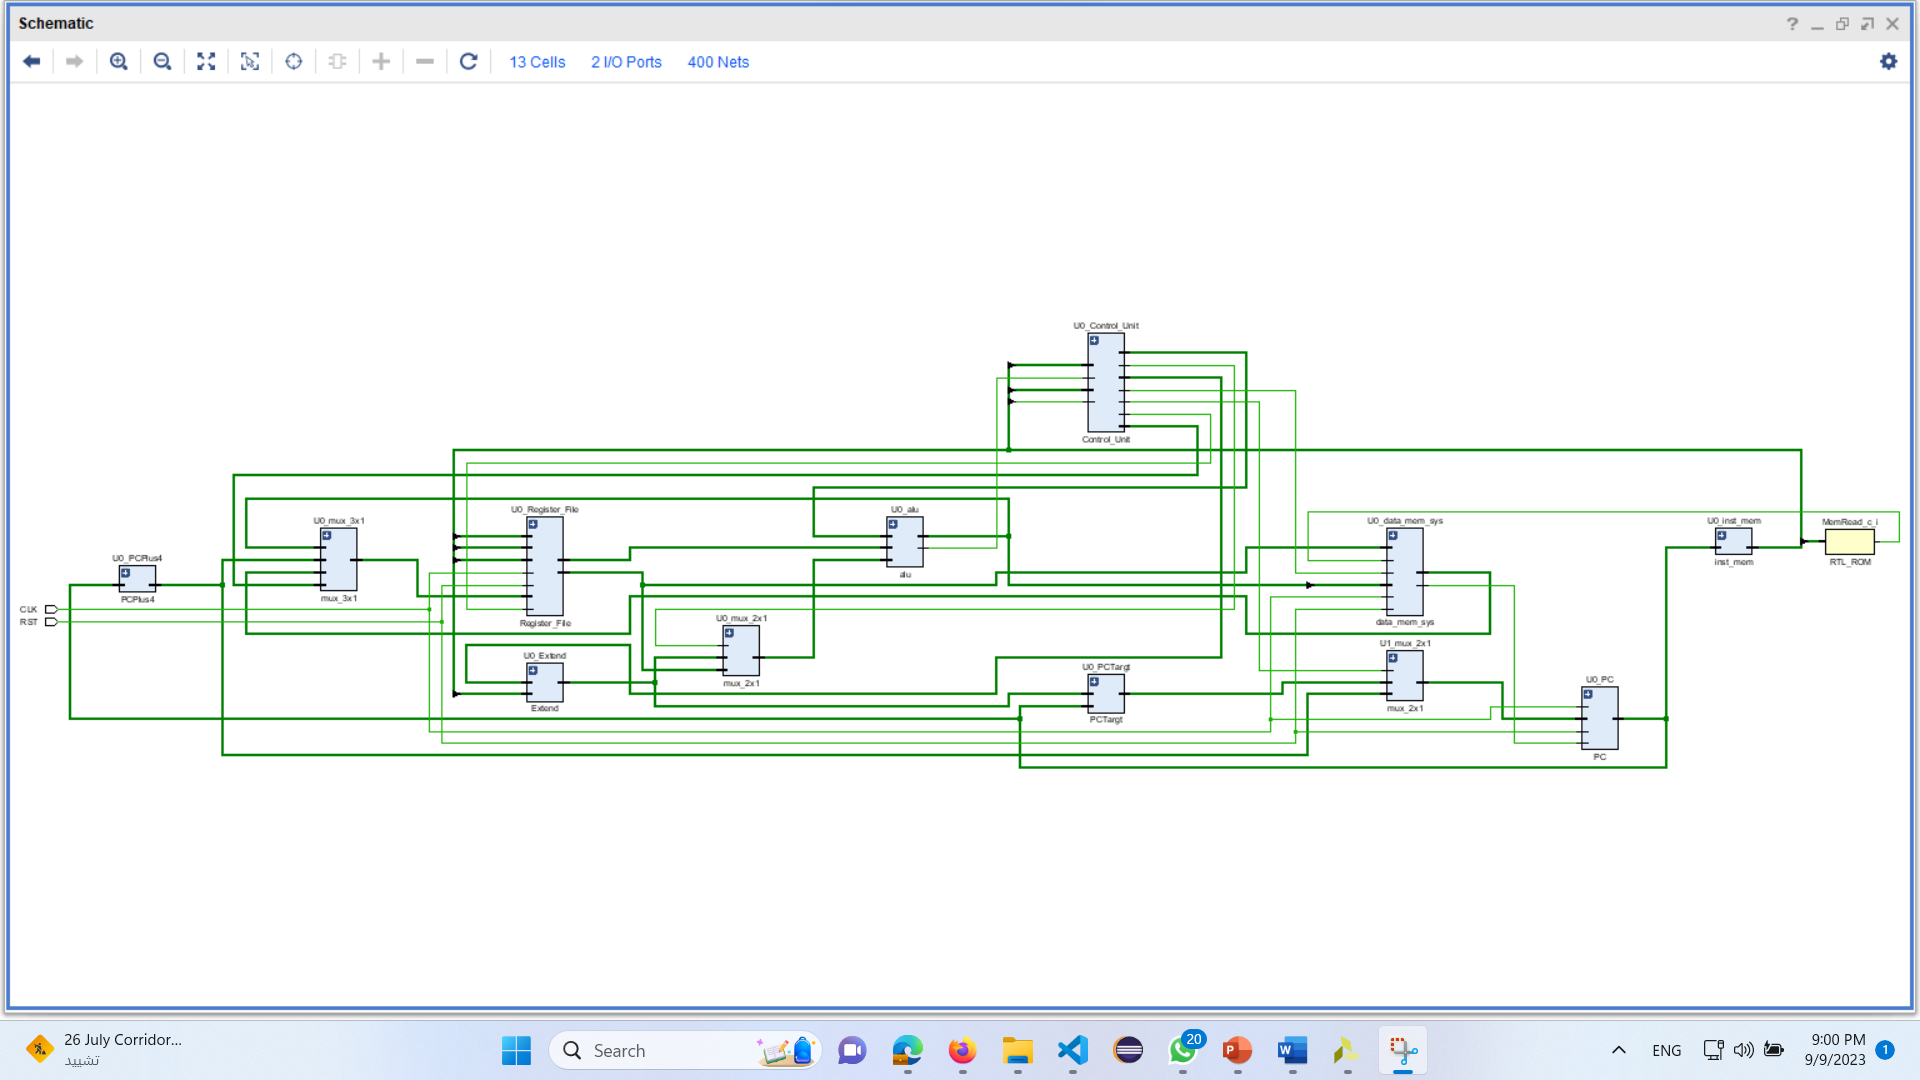 Schematic
13 Cells 2 I/O Ports 400 Nets
U0_Control_Unit
Control_Unit
U0_Register_File
U0_alu
U0_mux_3x1
U0_data_mem_sys
U0_inst_mem
MemRead_c_i
U0_PCPlus4
inst_mem
RTL_ROM
alu
PCPlus4
mux_3x1
CLK
RST
Register_File
U0_mux_2x1
data_mem_sys
U1_mux_2x1
U0_Extend
U0_PCTargt
mux_2x1
U0_PC
Extend
mux_2x1
PCTargt
PC
26 July Corridor...
تشييد
Search
20
ENG
9:00 PM
9/9/2023
1